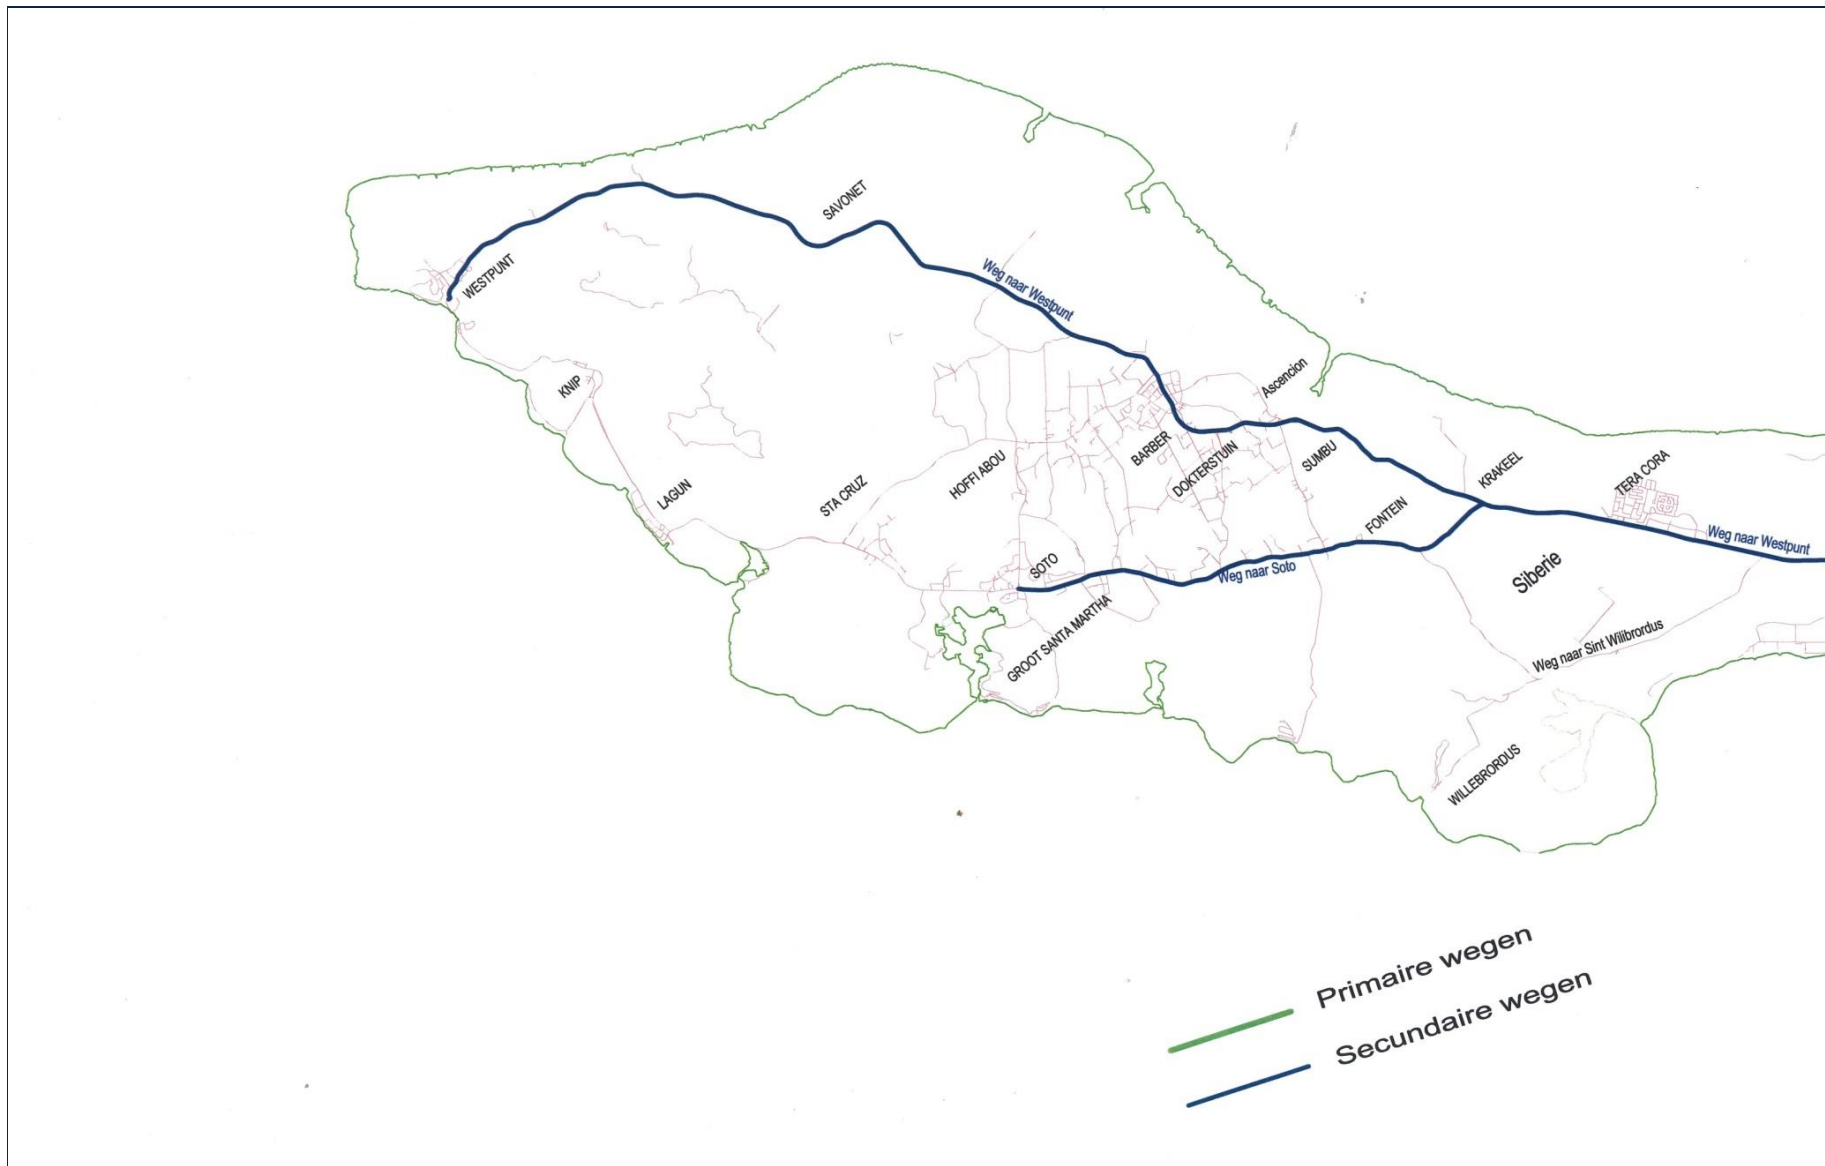 SAVONET
WESTPUNT
Weg naar Westpunt
KNIP
Ascencion
BARBER
DOKTERSTUIN
SUMBU
KRAKEEL
TERA CORA
HOFFI ABOU
STA CRUZ
LAGUN
FONTEIN
Weg naar Westpunt
SOTO
Weg naar Soto
Siberie
GROOT SANTA MARTHA
Weg naar Sint Wilibrordus
WILLEBRORDUS
Primaire wegen
Secundaire wegen